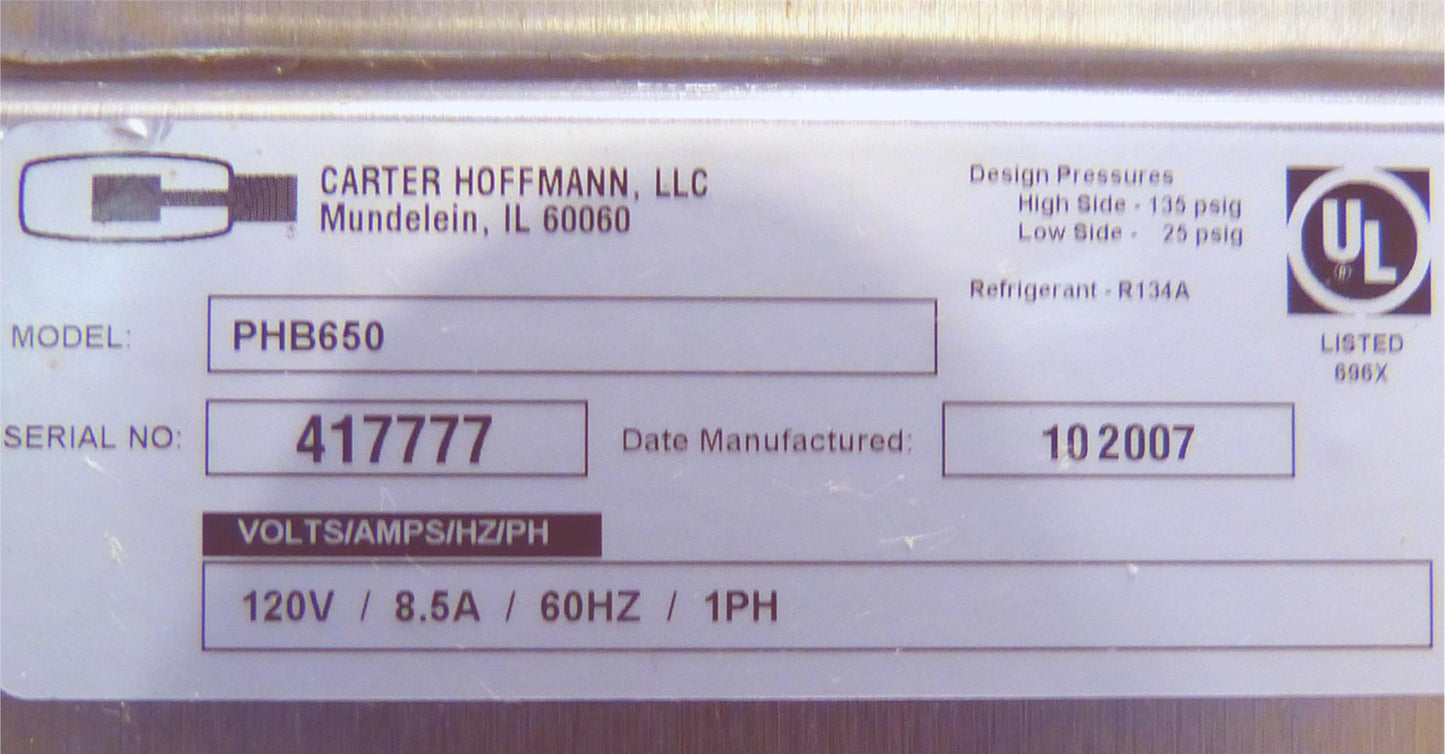 CARTER HOFFMANN, LLC
Mundelein, IL 60060
Design Pressures
High Side - 135 psig
Low Side - 25 psig
Refrigerant - R134A
UL
LISTED
696X
MODEL: PHB650
SERIAL NO: 417777 Date Manufactured: 10 2007
VOLTS/AMPS/HZ/PH
120V / 8.5A / 60HZ / 1PH